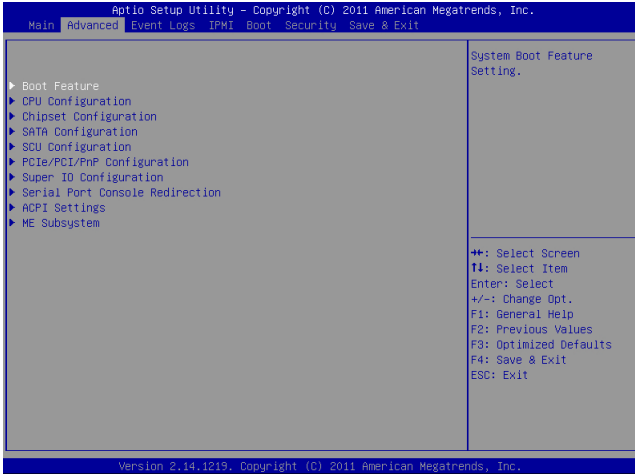 Aptio Setup Utility – Copyright (C) 2011 American Megatrends, Inc.
Main Advanced Event Logs IPMI Boot Security Save & Exit
System Boot Feature
Setting.
Boot Feature
CPU Configuration
Chipset Configuration
SATA Configuration
SCU Configuration
PCIe/PCI/PnP Configuration
Super IO Configuration
Serial Port Console Redirection
ACPI Settings
ME Subsystem
→←: Select Screen
↑↓: Select Item
Enter: Select
+/-: Change Opt.
F1: General Help
F2: Previous Values
F3: Optimized Defaults
F4: Save & Exit
ESC: Exit
Version 2.14.1219. Copyright (C) 2011 American Megatrends, Inc.